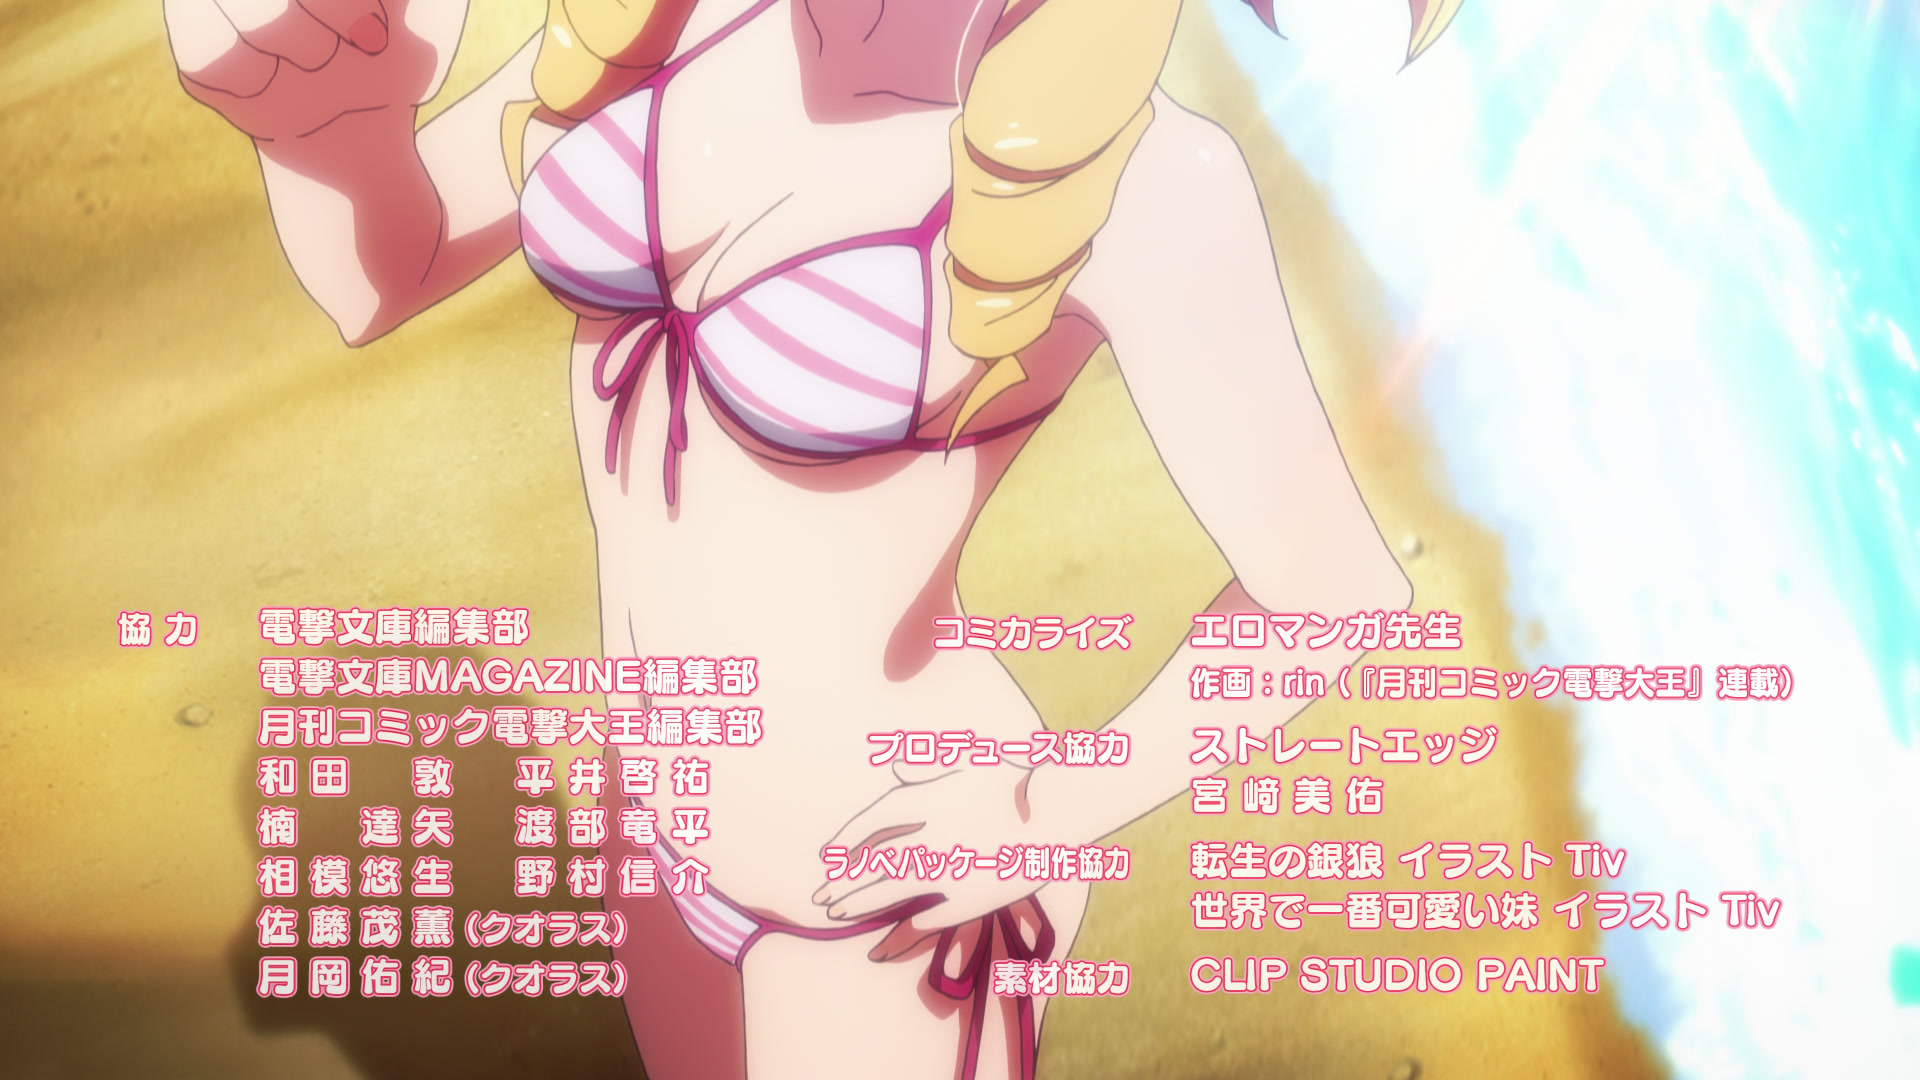 協力 電撃文庫編集部
電撃文庫MAGAZINE編集部
月刊コミック電撃大王編集部
和田 敦 平井啓祐
楠 達矢 渡部竜平
相模悠生 野村信介
佐藤茂薫(クオラス)
月岡佑紀(クオラス)
コミカライズ エロマンガ先生
作画:rin(『月刊コミック電撃大王』連載)
プロデュース協力 ストレートエッジ
宮﨑美佑
ラノベパッケージ制作協力 転生の銀狼 イラスト Tiv
世界で一番可愛い妹 イラスト Tiv
素材協力 CLIP STUDIO PAINT